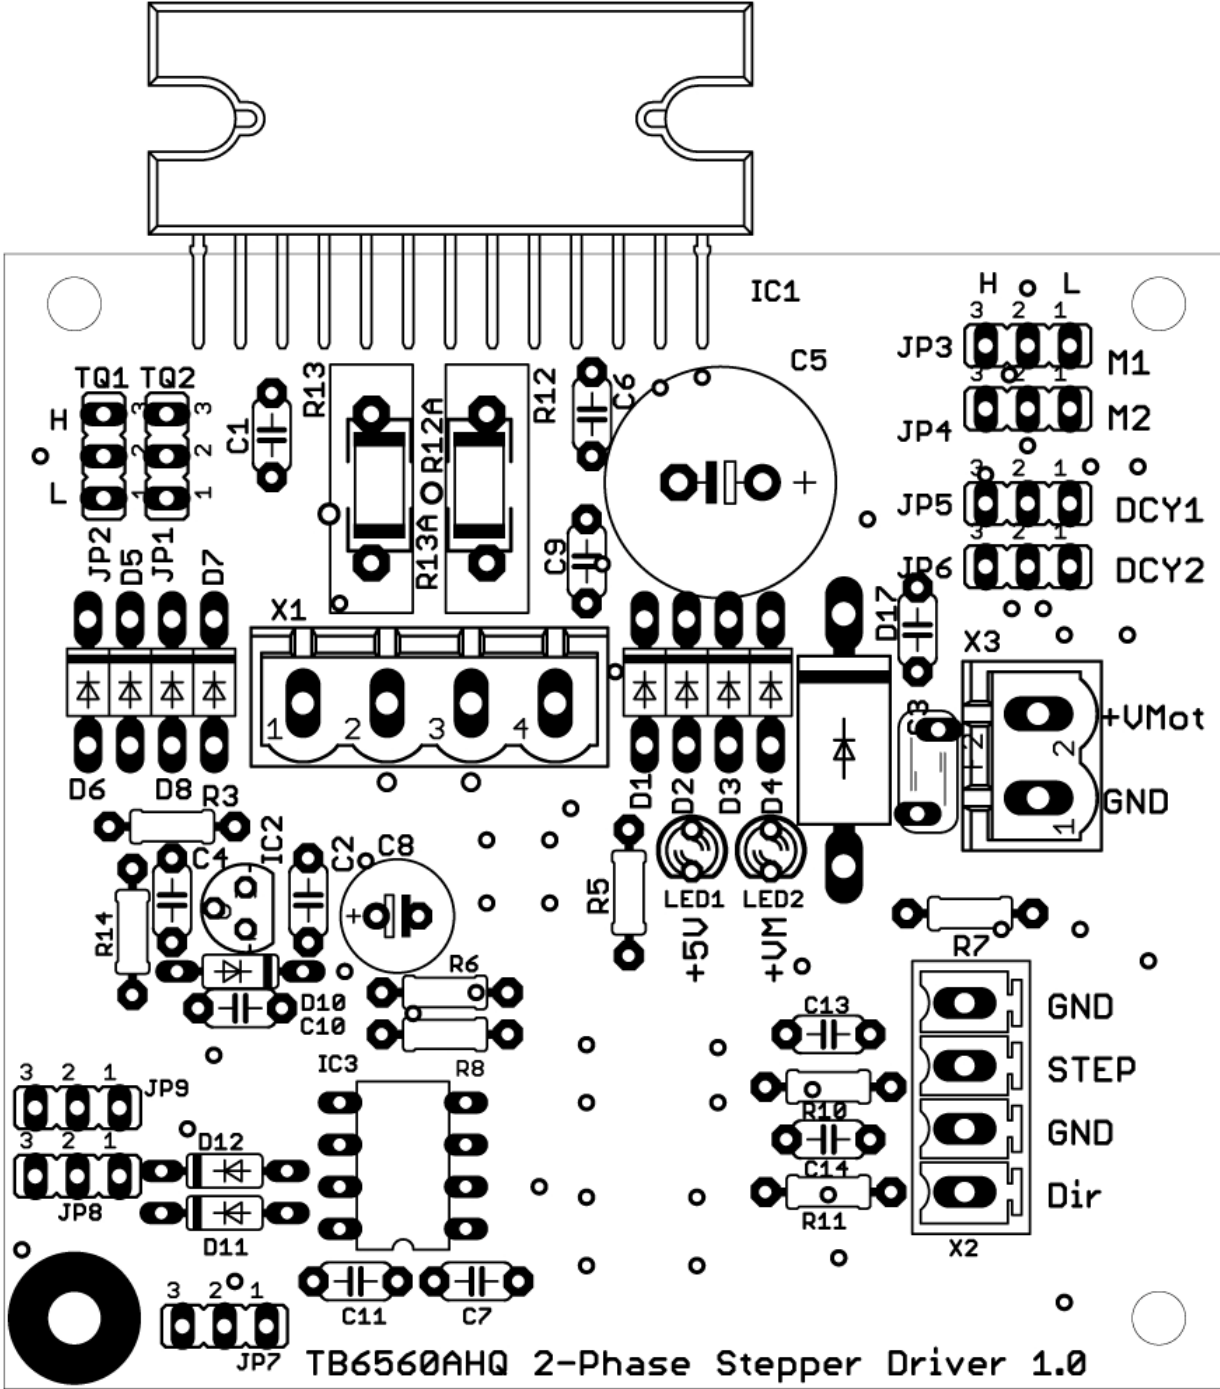 IC1
H L
3 2 1
JP3
M1
3 2 1
JP4
M2
3 2 1
JP5
DCY1
3 2 1
JP6
DCY2
TQ1 TQ2
H
L
3 3
2 2
1 1
JP2 D5 JP1 D7
C1
R13
R12A
R13A
R12
C6
C9
C5
+
D17
X1
1 2 3 4
D6 D8
D1 D2 D3 D4
X3
+VMot
2
GND
1
R3
C4
IC2
C2
C8
+
R14
R5
LED1 LED2
+5V +VM
R7
D10
C10
R6
R8
IC3
C13
R10
C14
R11
GND
STEP
GND
Dir
X2
3 2 1
JP9
3 2 1
JP8
D12
D11
C11 C7
3 2 1
JP7
TB6560AHQ 2-Phase Stepper Driver 1.0